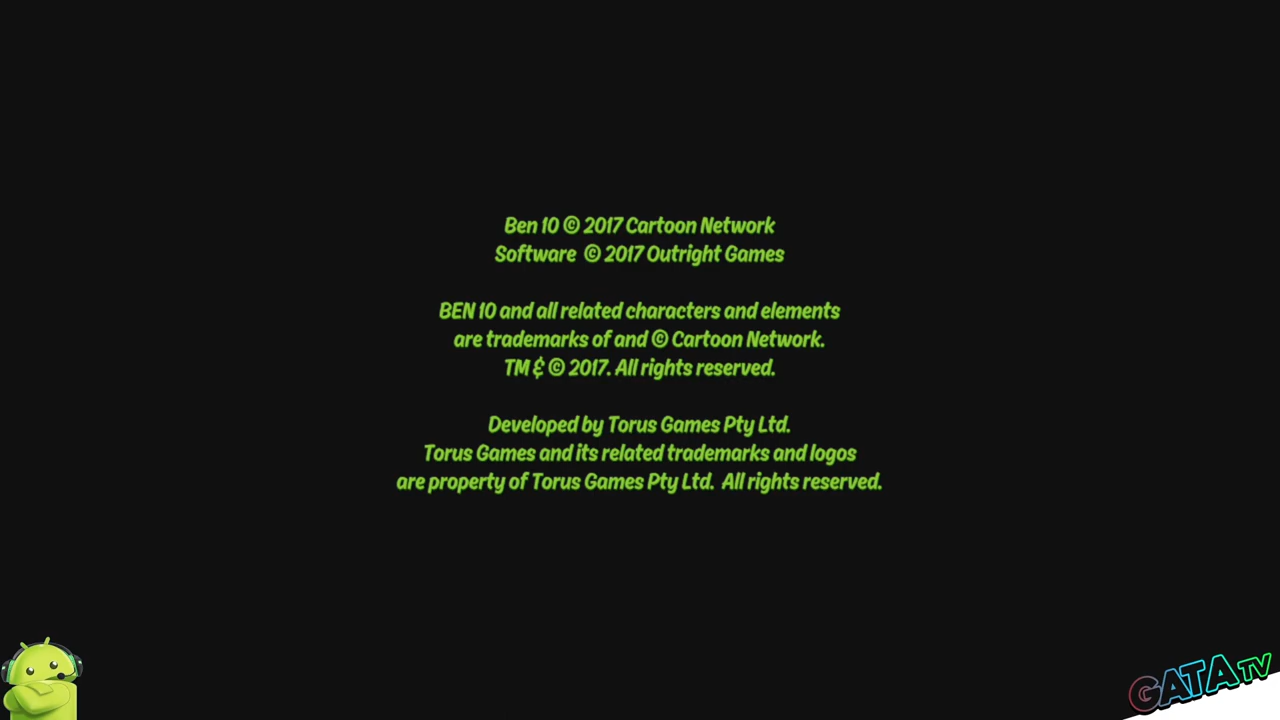 Ben 10 © 2017 Cartoon Network
Software © 2017 Outright Games
BEN 10 and all related characters and elements
are trademarks of and © Cartoon Network.
TM & © 2017. All rights reserved.
Developed by Torus Games Pty Ltd.
Torus Games and its related trademarks and logos
are property of Torus Games Pty Ltd. All rights reserved.
GATA TV